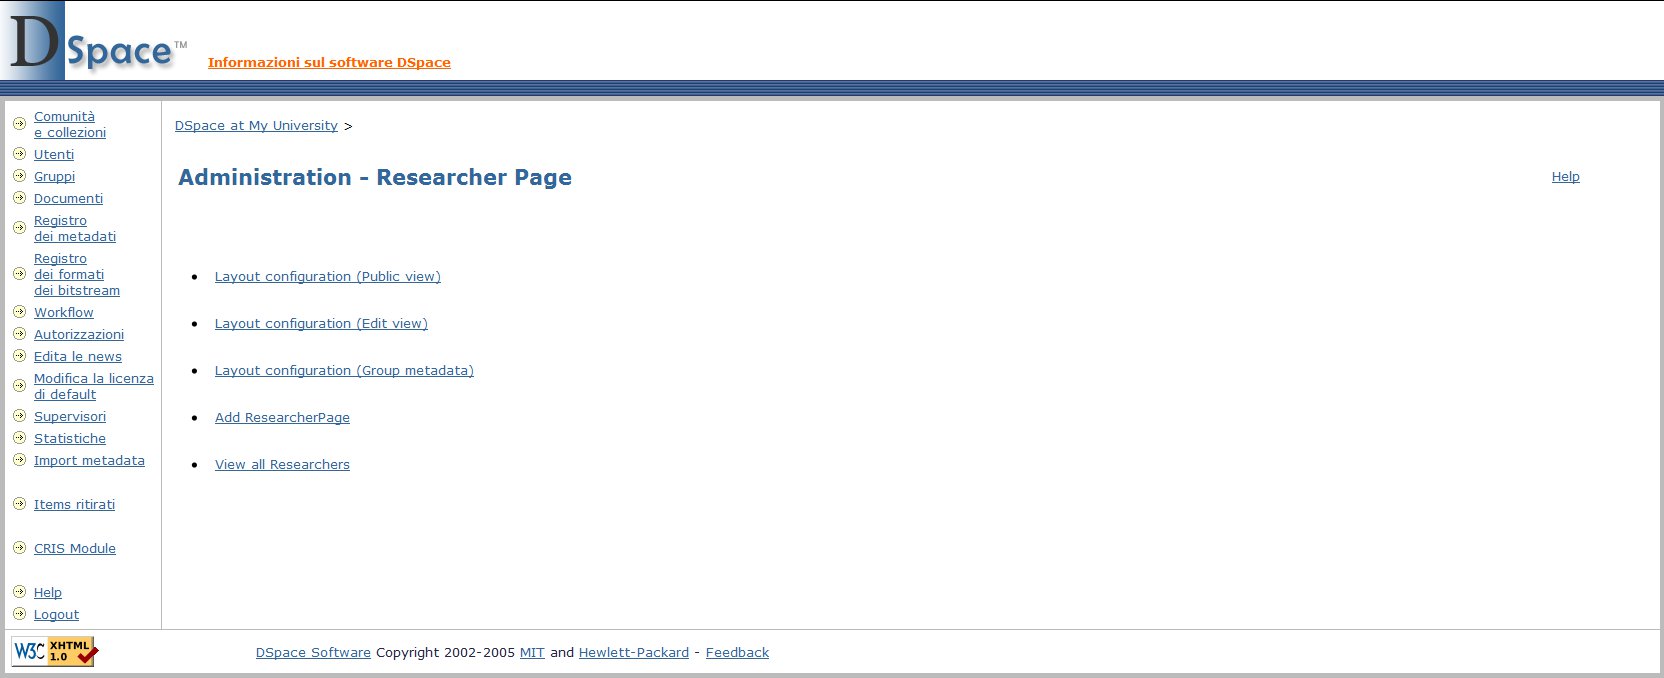 DSpace™
Informazioni sul software DSpace
Comunità
e collezioni
Utenti
Gruppi
Documenti
Registro
dei metadati
Registro
dei formati
dei bitstream
Workflow
Autorizzazioni
Edita le news
Modifica la licenza
di default
Supervisori
Statistiche
Import metadata
Items ritirati
CRIS Module
Help
Logout
DSpace at My University >
Administration - Researcher Page
Help
Layout configuration (Public view)
Layout configuration (Edit view)
Layout configuration (Group metadata)
Add ResearcherPage
View all Researchers
W3C XHTML
1.0
DSpace Software Copyright 2002-2005 MIT and Hewlett-Packard - Feedback